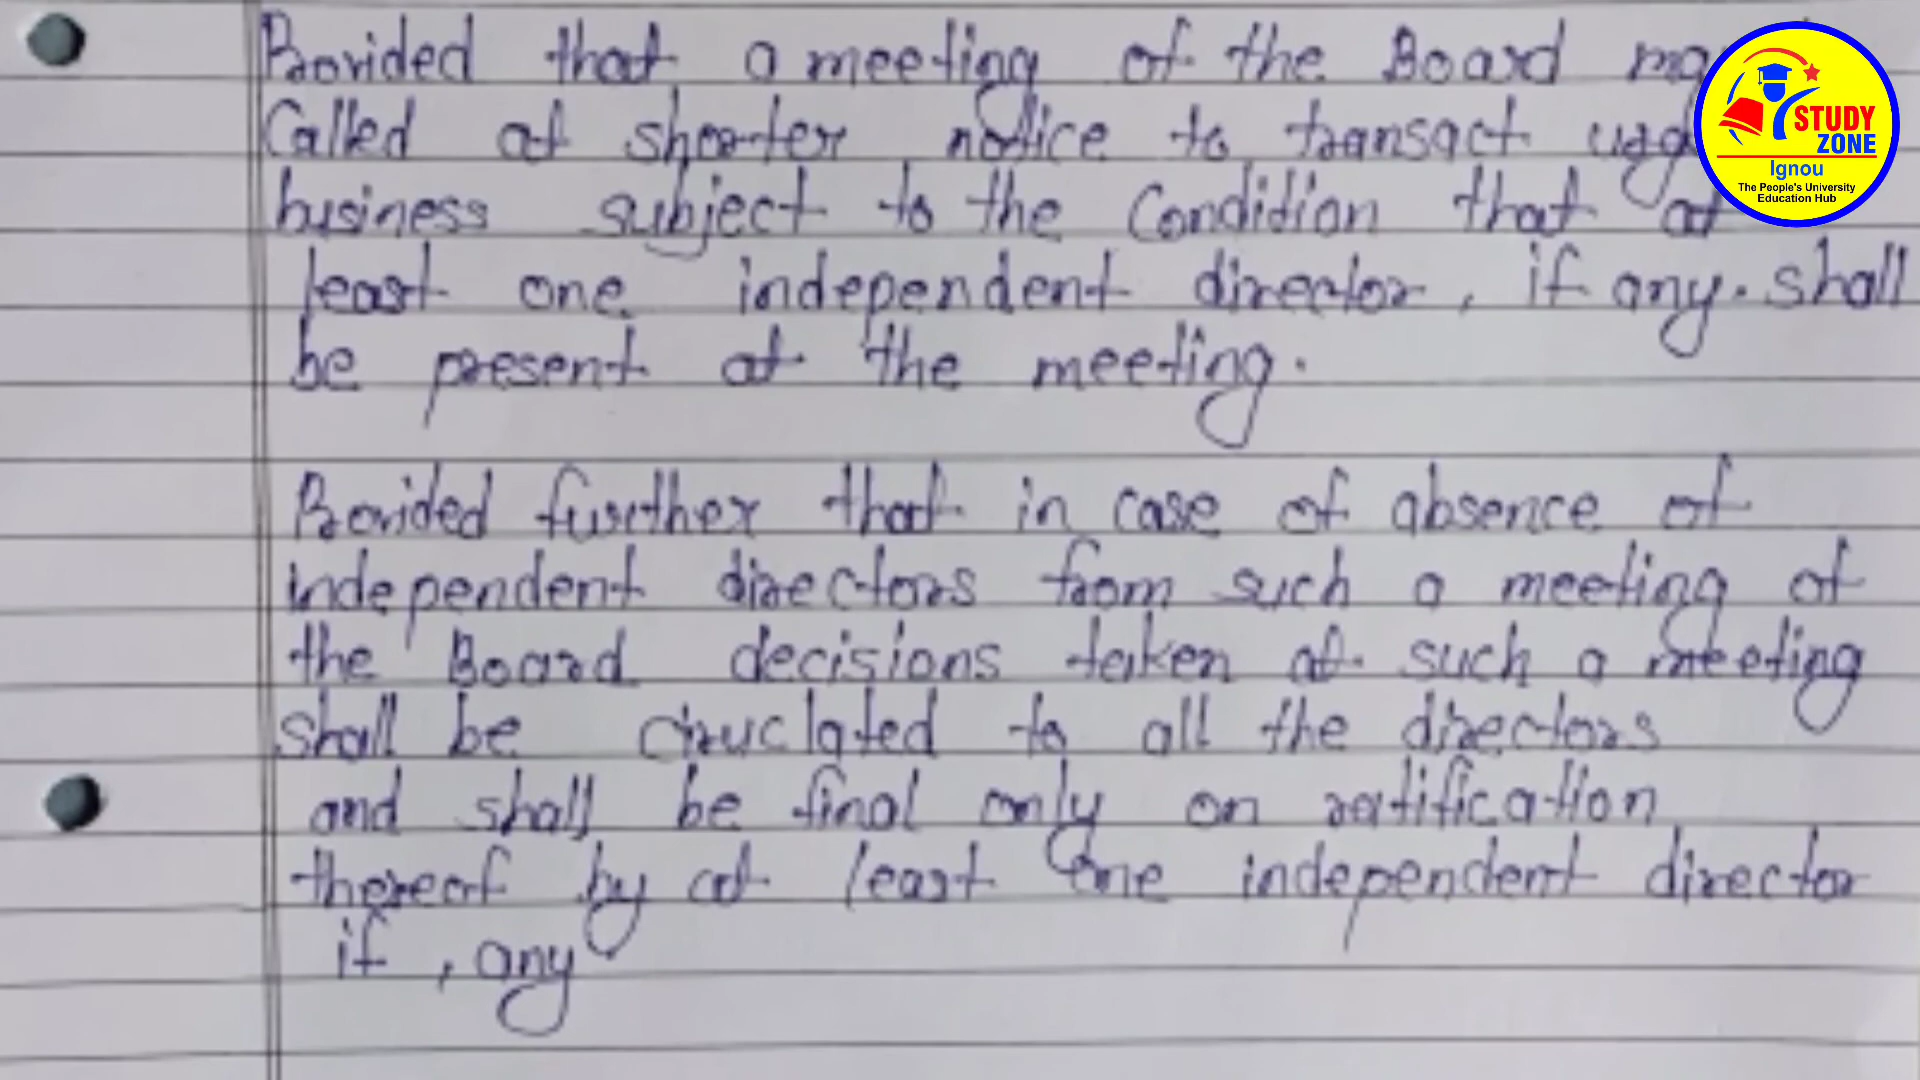 Provided that a meeting of the Board
Called at shorter notice to transact
business subject to the Condition that at
least one independent director, if any. shall
be present at the meeting.
Provided further that in case of absence of
independent directors from such a meeting of
the Board decisions taken at such a meeting
shall be ciruclated to all the directors
and shall be final only on ratification
thereof by at least one independent director
if, any
STUDY
ZONE
Ignou
The People's University
Education Hub